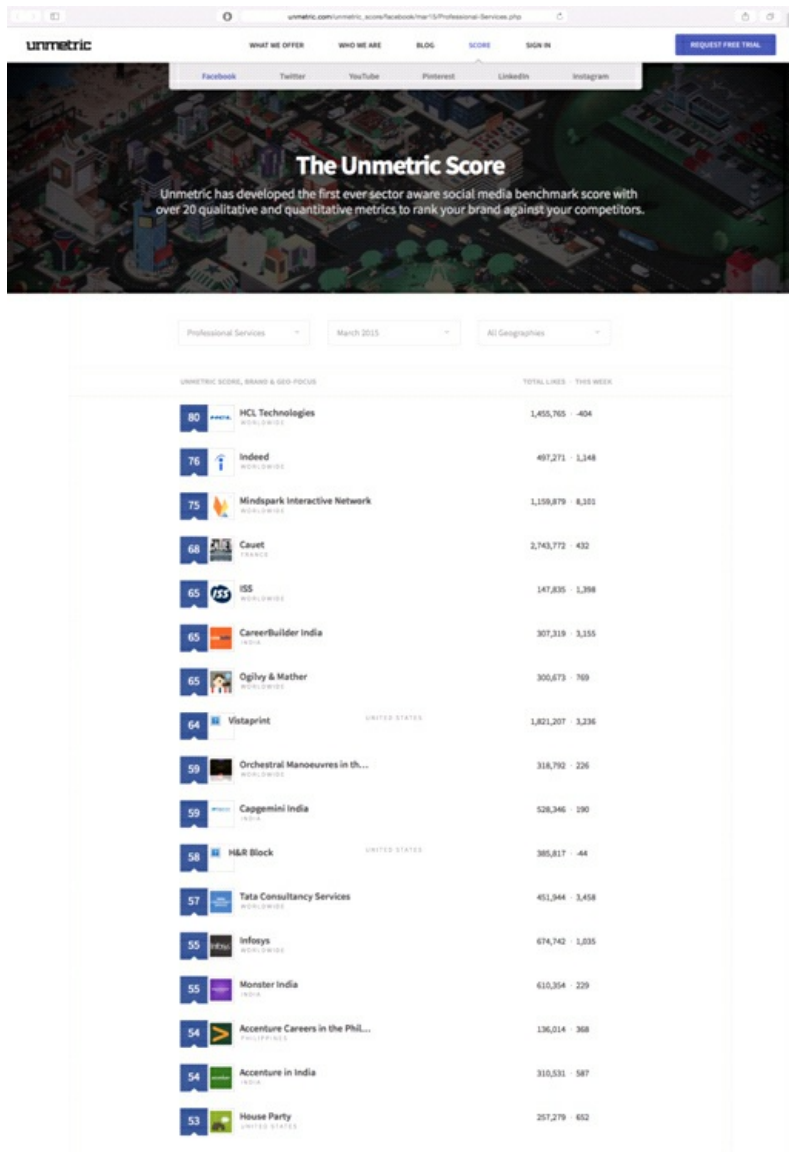 unmetric.com/unmetric_score/facebook/mar15/Professional-Services.php
unmetric WHAT WE OFFER WHO WE ARE BLOG SCORE SIGN IN REQUEST FREE TRIAL
Facebook Twitter YouTube Pinterest LinkedIn Instagram
The Unmetric Score
Unmetric has developed the first ever sector aware social media benchmark score with
over 20 qualitative and quantitative metrics to rank your brand against your competitors.
Professional Services March 2015 All Geographies
UNMETRIC SCORE, BRAND & GEO-FOCUS TOTAL LIKES · THIS WEEK
80 HCL Technologies 1,455,765 · -404
WORLDWIDE
76 Indeed 497,271 · 1,148
WORLDWIDE
75 Mindspark Interactive Network 1,159,879 · 8,101
WORLDWIDE
68 Cauet 2,743,772 · 432
FRANCE
65 ISS ISS 147,835 · 1,398
WORLDWIDE
65 CareerBuilder India 307,319 · 3,155
INDIA
65 Ogilvy & Mather 300,673 · 769
WORLDWIDE
64 Vistaprint UNITED STATES 1,821,207 · 3,236
59 Orchestral Manoeuvres in th... 318,792 · 226
WORLDWIDE
59 Capgemini India 528,346 · 190
INDIA
58 H&R Block UNITED STATES 385,817 · -44
57 Tata Consultancy Services 451,944 · 3,458
WORLDWIDE
55 Infosys Infosys 674,742 · 1,035
WORLDWIDE
55 Monster India 610,354 · 229
INDIA
54 Accenture Careers in the Phil... 136,014 · 368
PHILIPPINES
54 Accenture in India 310,531 · 587
INDIA
53 House Party 257,279 · 652
UNITED STATES